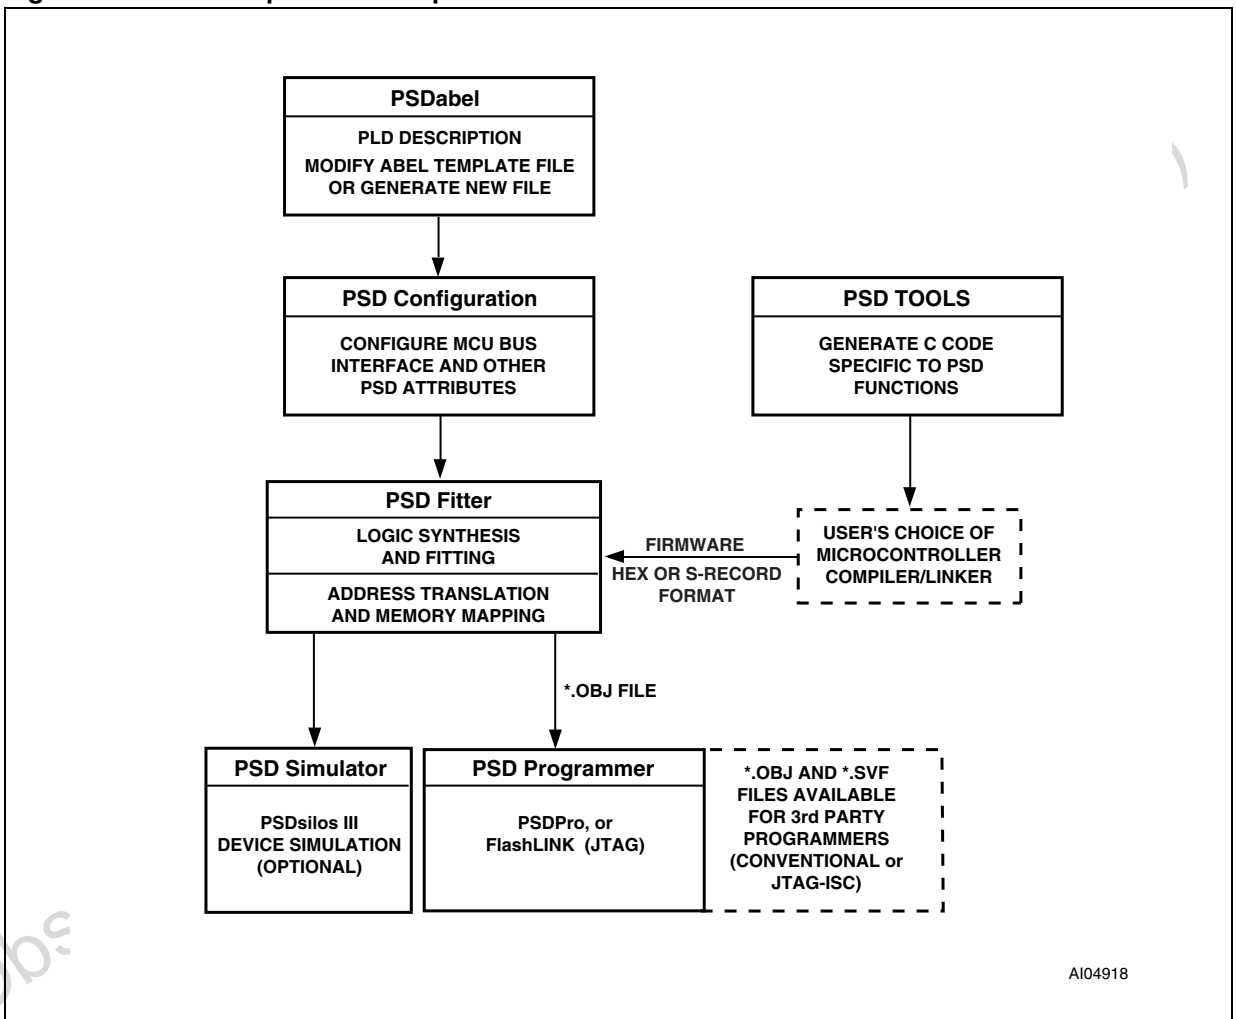 PSDabel
PLD DESCRIPTION
MODIFY ABEL TEMPLATE FILE
OR GENERATE NEW FILE
PSD Configuration
CONFIGURE MCU BUS
INTERFACE AND OTHER
PSD ATTRIBUTES
PSD TOOLS
GENERATE C CODE
SPECIFIC TO PSD
FUNCTIONS
PSD Fitter
LOGIC SYNTHESIS
AND FITTING
ADDRESS TRANSLATION
AND MEMORY MAPPING
FIRMWARE
HEX OR S-RECORD
FORMAT
USER'S CHOICE OF
MICROCONTROLLER
COMPILER/LINKER
*.OBJ FILE
PSD Simulator
PSDsilos III
DEVICE SIMULATION
(OPTIONAL)
PSD Programmer
PSDPro, or
FlashLINK (JTAG)
*.OBJ AND *.SVF
FILES AVAILABLE
FOR 3rd PARTY
PROGRAMMERS
(CONVENTIONAL or
JTAG-ISC)
AI04918